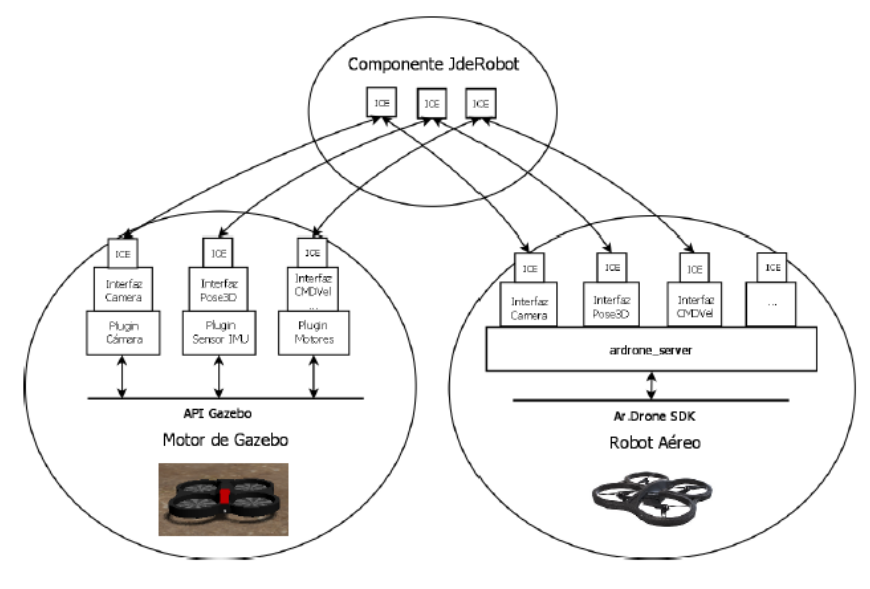 Componente JdeRobot
ICE ICE ICE
ICE ICE ICE
Interfaz Camera
Interfaz Pose3D
Interfaz CMDVel
...
Plugin Cámara
Plugin Sensor IMU
Plugin Motores
API Gazebo
Motor de Gazebo
ICE ICE ICE ICE
Interfaz Camera
Interfaz Pose3D
Interfaz CMDVel
...
ardrone_server
Ar.Drone SDK
Robot Aéreo